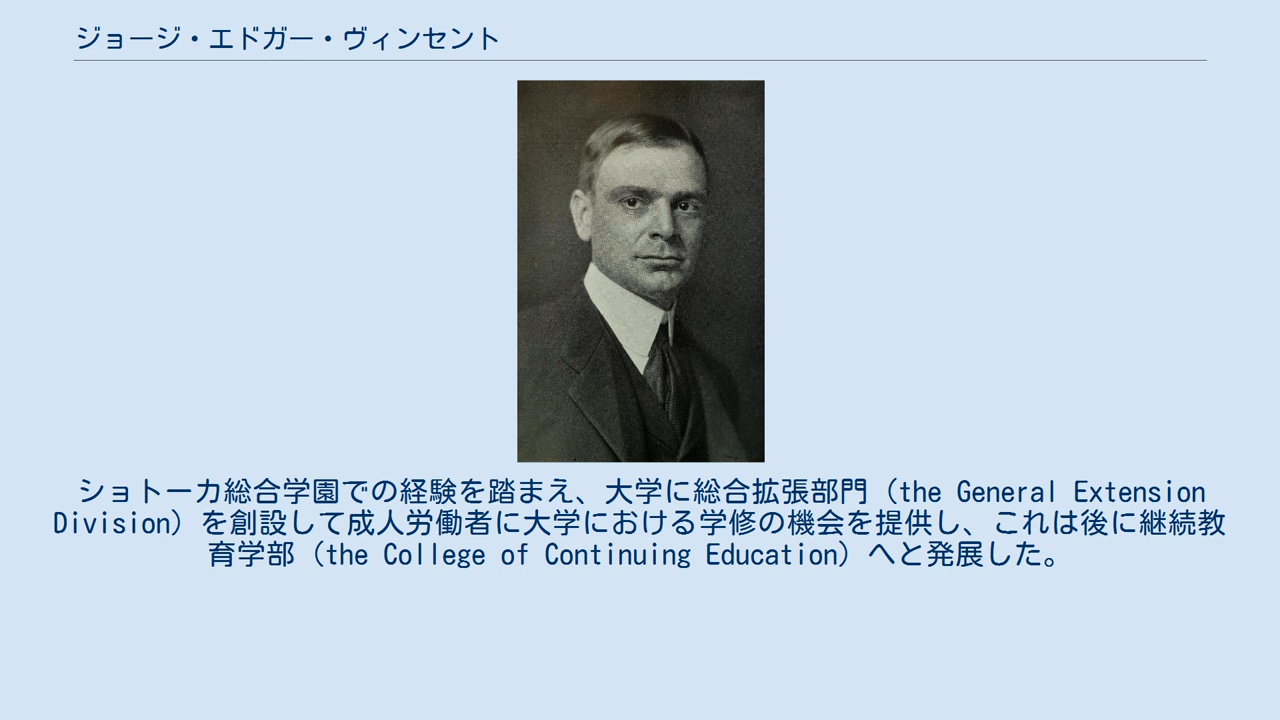 ジョージ・エドガー・ヴィンセント
ショトーカ総合学園での経験を踏まえ、大学に総合拡張部門（the General Extension
Division）を創設して成人労働者に大学における学修の機会を提供し、これは後に継続教
育学部（the College of Continuing Education）へと発展した。